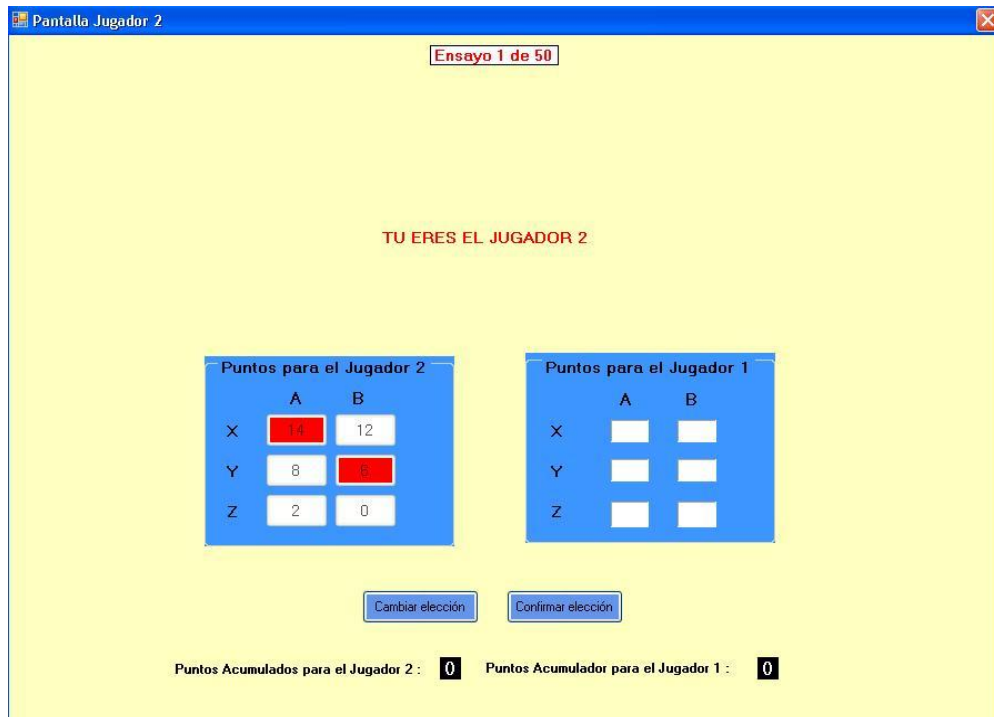 Pantalla Jugador 2
Ensayo 1 de 50
TU ERES EL JUGADOR 2
Puntos para el Jugador 2
A B
X 14 12
Y 8 6
Z 2 0
Puntos para el Jugador 1
A B
X
Y
Z
Cambiar elección Confirmar elección
Puntos Acumulados para el Jugador 2 : 0 Puntos Acumulador para el Jugador 1 : 0